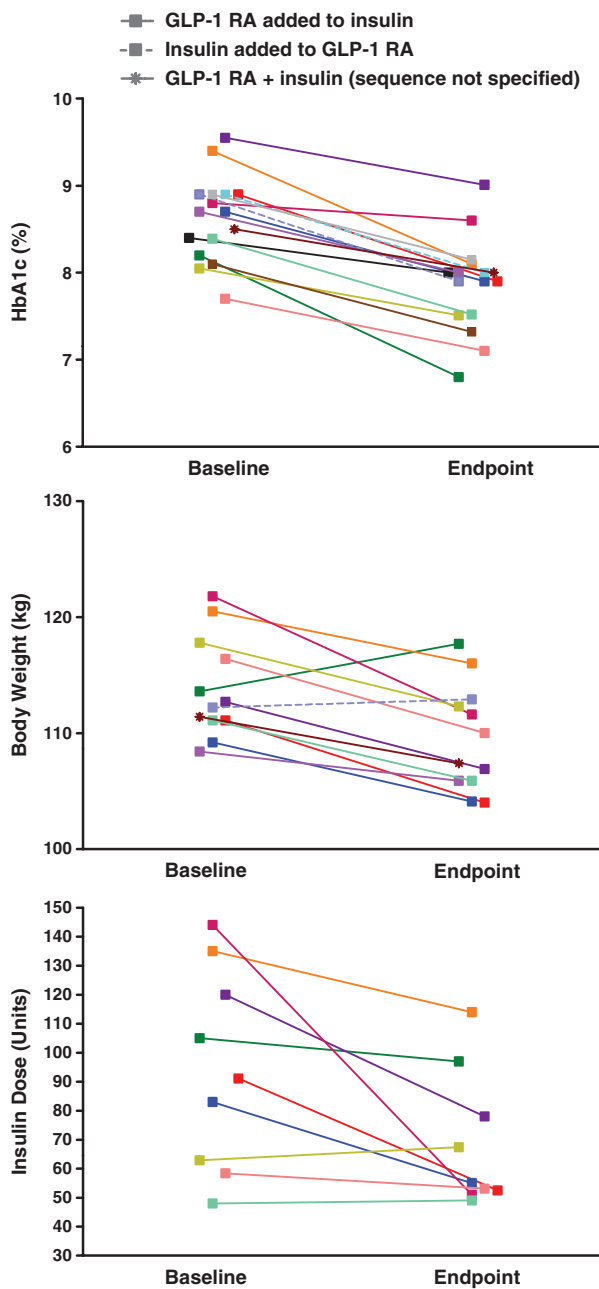 GLP-1 RA added to insulin
Insulin added to GLP-1 RA
GLP-1 RA + insulin (sequence not specified)
10
9
8
7
6
HbA1c (%)
Baseline Endpoint
130
120
110
100
Body Weight (kg)
Baseline Endpoint
150
140
130
120
110
100
90
80
70
60
50
40
30
Insulin Dose (Units)
Baseline Endpoint